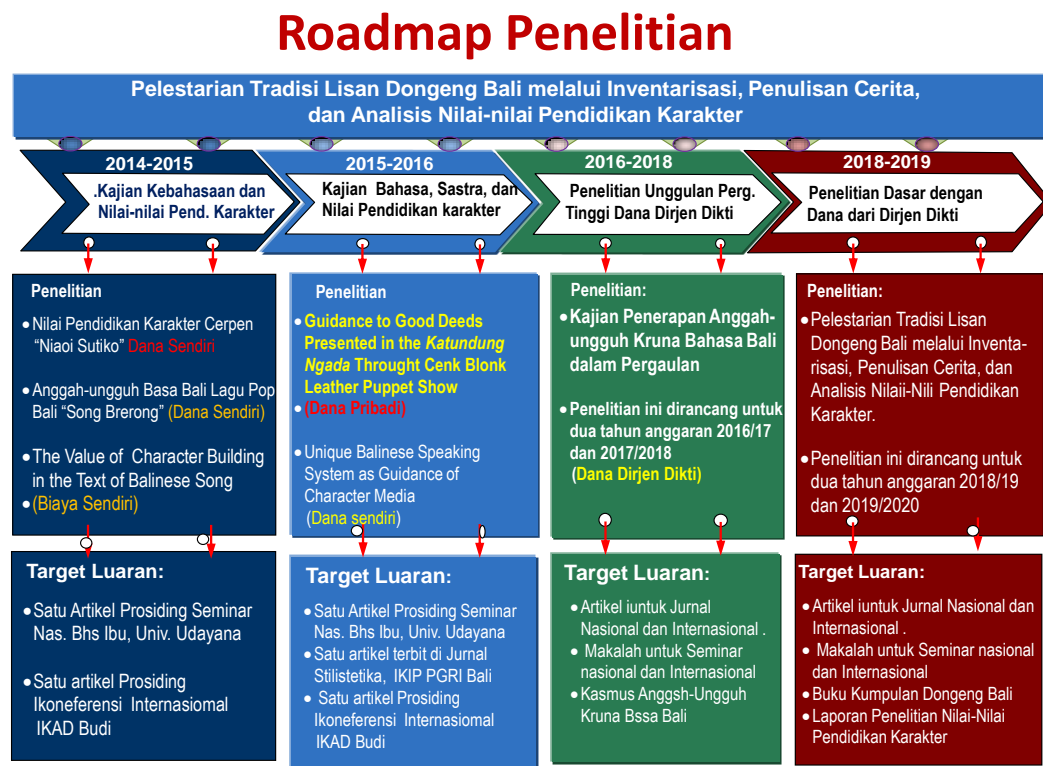 Roadmap Penelitian
Pelestarian Tradisi Lisan Dongeng Bali melalui Inventarisasi, Penulisan Cerita,
dan Analisis Nilai-nilai Pendidikan Karakter
2014-2015
.Kajian Kebahasaan dan
Nilai-nilai Pend. Karakter
2015-2016
Kajian Bahasa, Sastra, dan
Nilai Pendidikan karakter
2016-2018
Penelitian Unggulan Perg.
Tinggi Dana Dirjen Dikti
2018-2019
Penelitian Dasar dengan
Dana dari Dirjen Dikti
Penelitian
• Nilai Pendidikan Karakter Cerpen
“Niaoi Sutiko” Dana Sendiri
• Anggah-ungguh Basa Bali Lagu Pop
Bali “Song Brerong” (Dana Sendiri)
• The Value of Character Building
in the Text of Balinese Song
• (Biaya Sendiri)
Penelitian
• Guidance to Good Deeds
Presented in the Katundung
Ngada Throught Cenk Blonk
Leather Puppet Show
• (Dana Pribadi)
• Unique Balinese Speaking
System as Guidance of
Character Media
(Dana sendiri)
Penelitian:
• Kajian Penerapan Anggah-
ungguh Kruna Bahasa Bali
dalam Pergaulan
• Penelitian ini dirancang untuk
dua tahun anggaran 2016/17
dan 2017/2018
(Dana Dirjen Dikti)
Penelitian:
• Pelestarian Tradisi Lisan
Dongeng Bali melalui Inventa-
risasi, Penulisan Cerita, dan
Analisis Nilaii-Nili Pendidikan
Karakter.
• Penelitian ini dirancang untuk
dua tahun anggaran 2018/19
dan 2019/2020
Target Luaran:
• Satu Artikel Prosiding Seminar
Nas. Bhs Ibu, Univ. Udayana
• Satu artikel Prosiding
Ikoneferensi Internasiomal
IKAD Budi
Target Luaran:
• Satu Artikel Prosiding Seminar
Nas. Bhs Ibu, Univ. Udayana
• Satu artikel terbit di Jurnal
Stilistetika, IKIP PGRI Bali
• Satu artikel Prosiding
Ikoneferensi Internasiomal
IKAD Budi
Target Luaran:
• Artikel iuntuk Jurnal
Nasional dan Internasional .
• Makalah untuk Seminar
nasional dan Internasional
• Kasmus Anggsh-Ungguh
Kruna Bssa Bali
Target Luaran:
• Artikel iuntuk Jurnal Nasional dan
Internasional .
• Makalah untuk Seminar nasional
dan Internasional
• Buku Kumpulan Dongeng Bali
• Laporan Penelitian Nilai-Nilai
Pendidikan Karakter